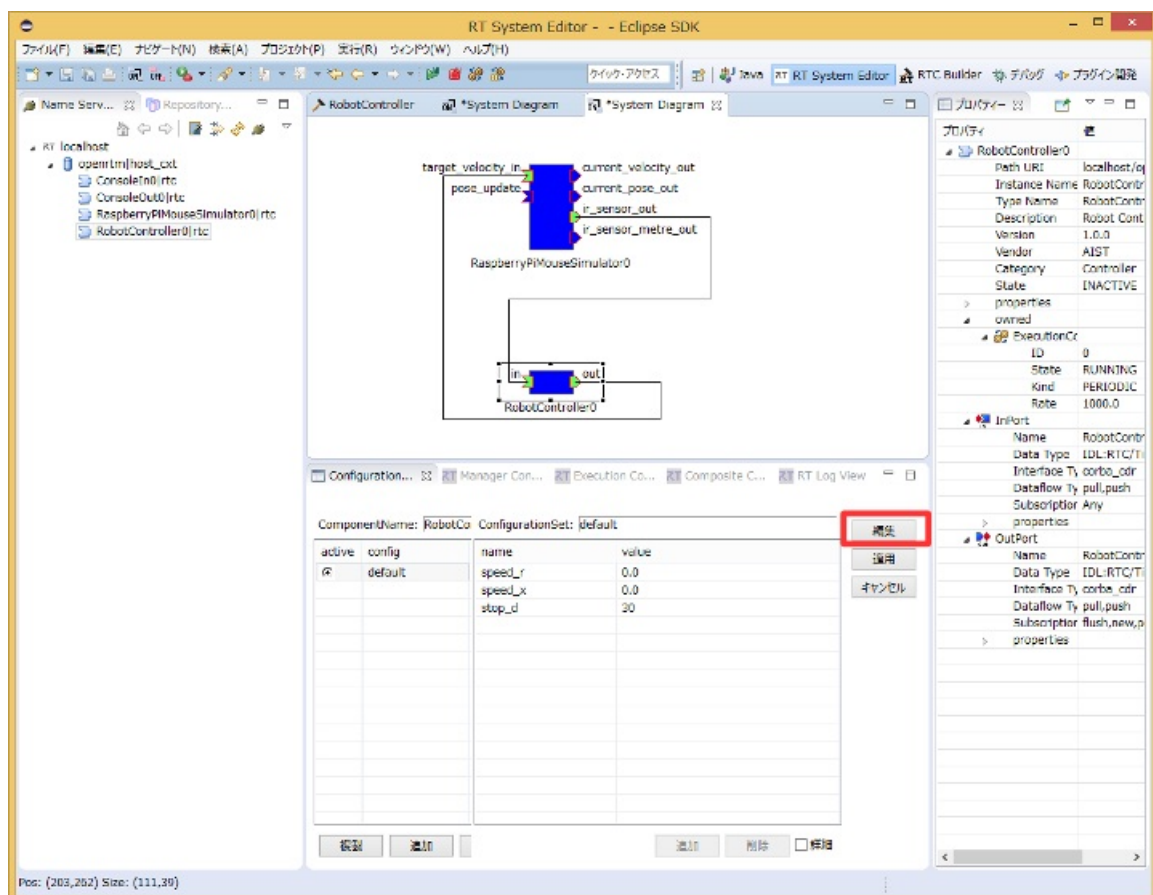 RT System Editor - - Eclipse SDK
ファイル(F) 編集(E) ナビゲート(N) 検索(A) プロジェクト(P) 実行(R) ウィンドウ(W) ヘルプ(H)
クイック・アクセス Java RT System Editor RTC Builder デバッグ プラグイン開発
Name Serv... Repository...
RT localhost
openrtm|host_cxt
ConsoleIn0|rtc
ConsoleOut0|rtc
RaspberryPiMouseSimulator0|rtc
RobotController0|rtc
RobotController *System Diagram *System Diagram
target_velocity_in current_velocity_out
pose_update current_pose_out
ir_sensor_out
ir_sensor_metre_out
RaspberryPiMouseSimulator0
in out
RobotController0
Configuration... Manager Con... Execution Co... Composite C... RT Log View
ComponentName: RobotCo ConfigurationSet: default 編集
active config name value 適用
default speed_r 0.0 キャンセル
speed_x 0.0
stop_d 30
複製 追加 追加 削除 詳細
プロパティー
プロパティ 値
RobotController0
Path URI localhost/o
Instance Name RobotContr
Type Name RobotContr
Description Robot Cont
Version 1.0.0
Vendor AIST
Category Controller
State INACTIVE
properties
owned
ExecutionCo
ID 0
State RUNNING
Kind PERIODIC
Rate 1000.0
InPort
Name RobotContr
Data Type IDL:RTC/Ti
Interface Ty corba_cdr
Dataflow Ty pull,push
Subscription Any
properties
OutPort
Name RobotContr
Data Type IDL:RTC/Ti
Interface Ty corba_cdr
Dataflow Ty pull,push
Subscription flush,new,p
properties
Pos: (203,262) Size: (111,39)